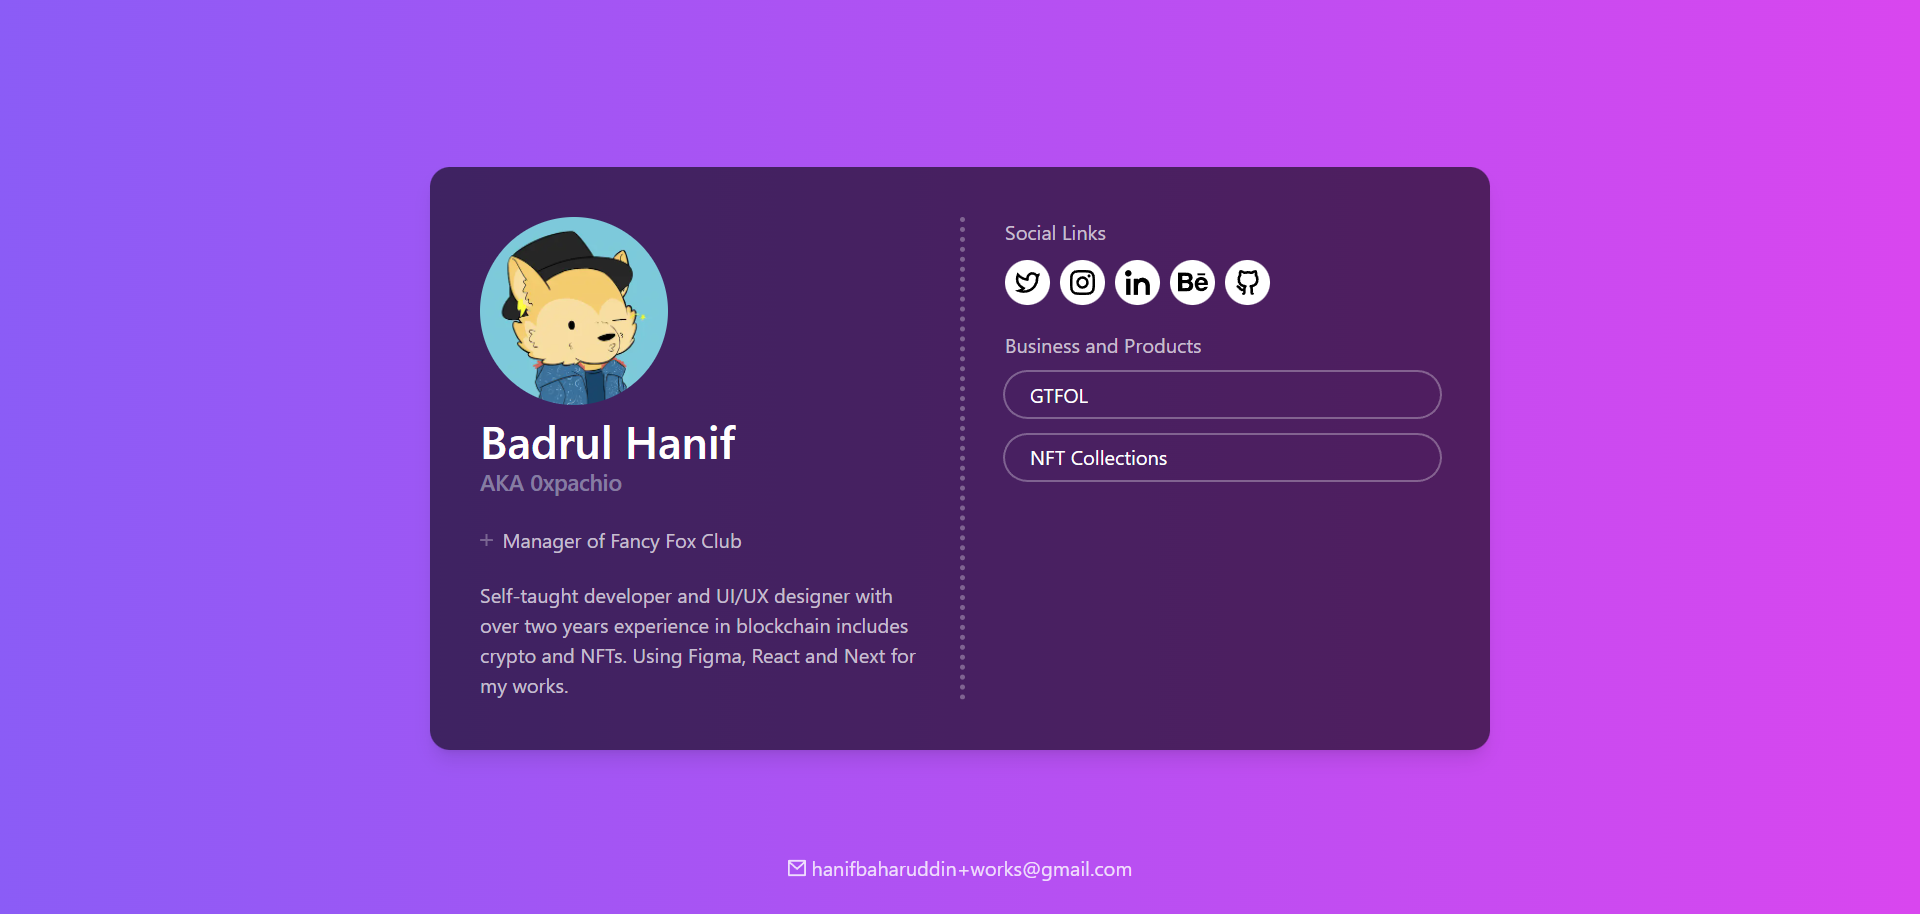 Badrul Hanif
AKA 0xpachio
+ Manager of Fancy Fox Club
Self-taught developer and UI/UX designer with
over two years experience in blockchain includes
crypto and NFTs. Using Figma, React and Next for
my works.
Social Links
in Bē
Business and Products
GTFOL
NFT Collections
hanifbaharuddin+works@gmail.com